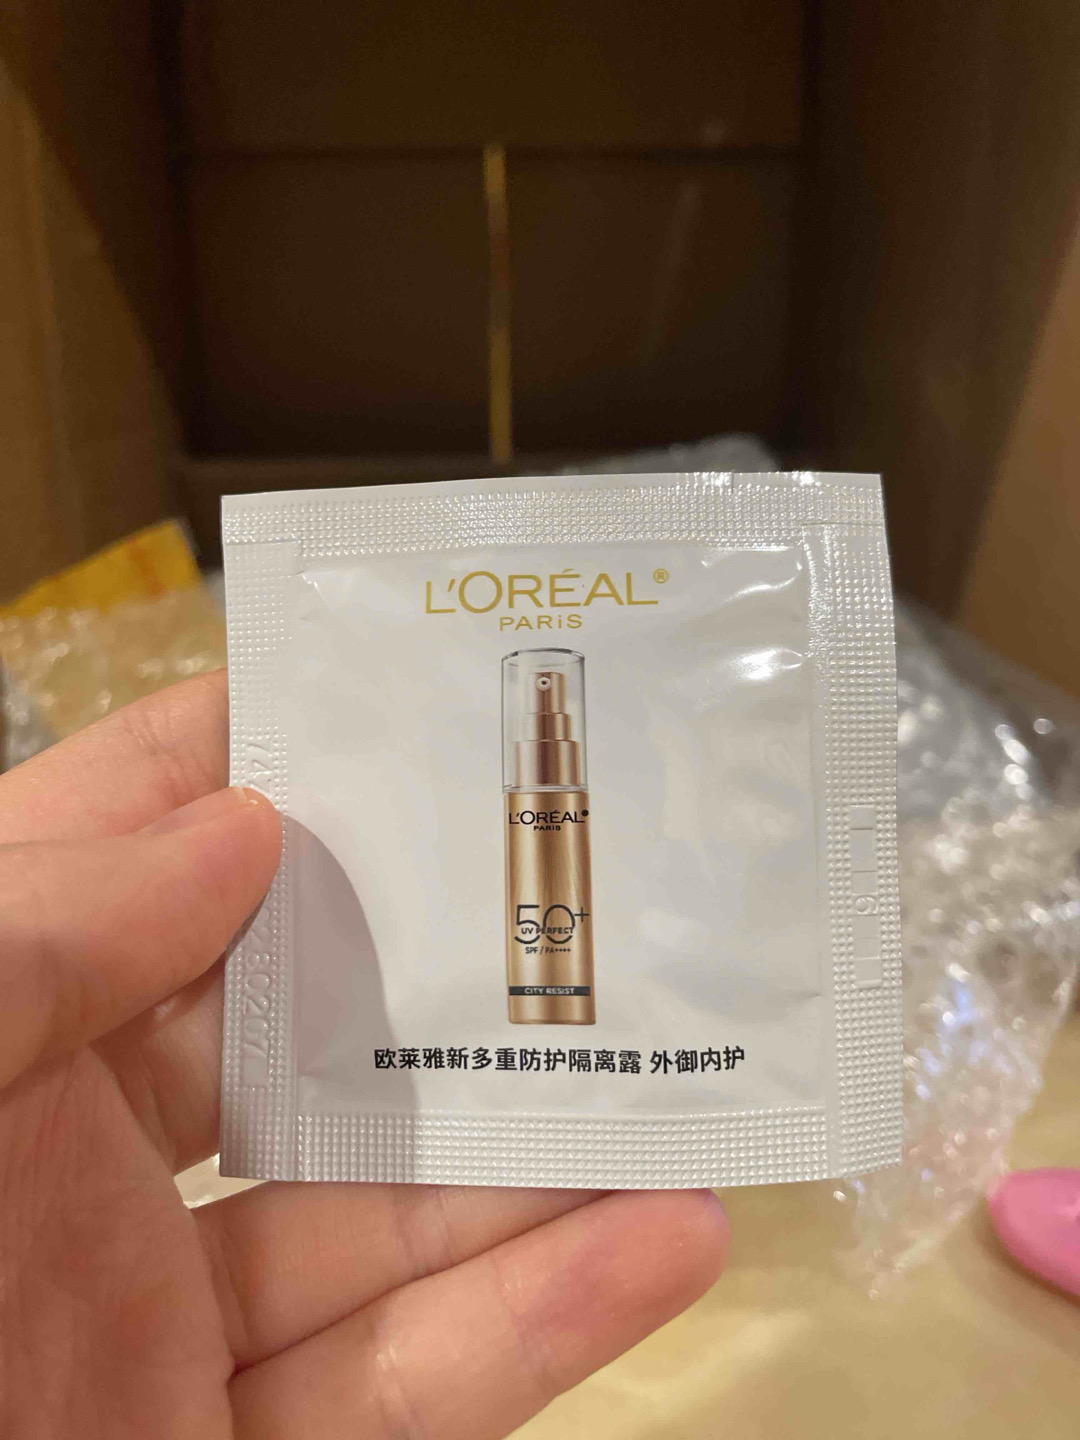 L'ORÉAL®
PARiS
L'ORÉAL®
PARiS
50+
UV PERFECT
SPF / PA++++
CITY RESIST
欧莱雅新多重防护隔离露 外御内护